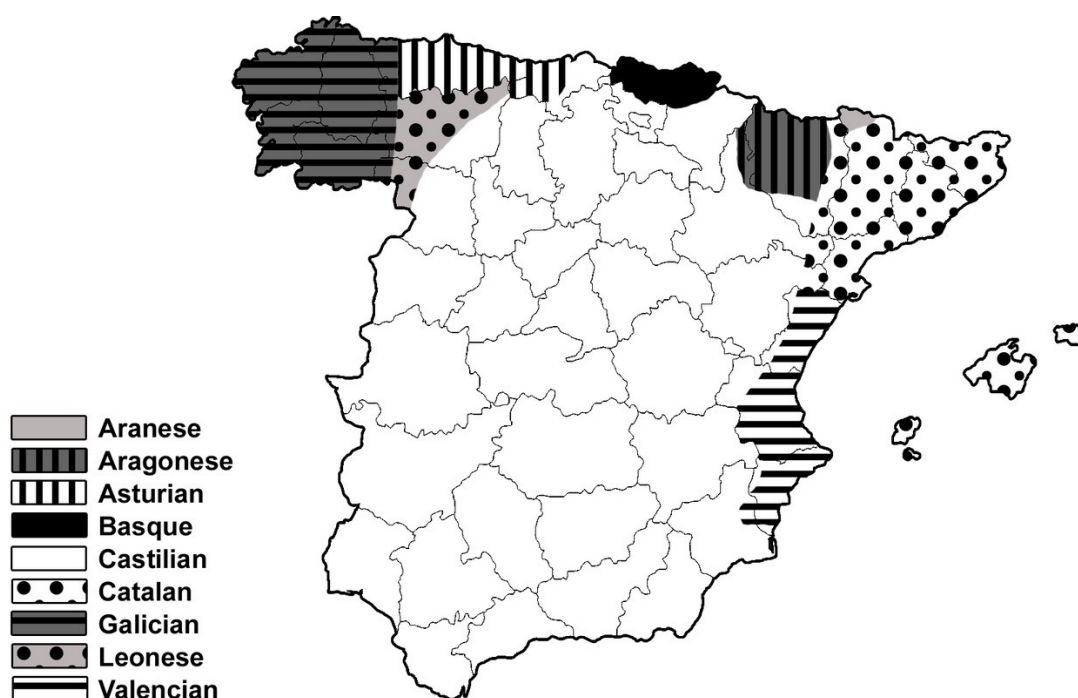 Aranese
Aragonese
Asturian
Basque
Castilian
Catalan
Galician
Leonese
Valencian